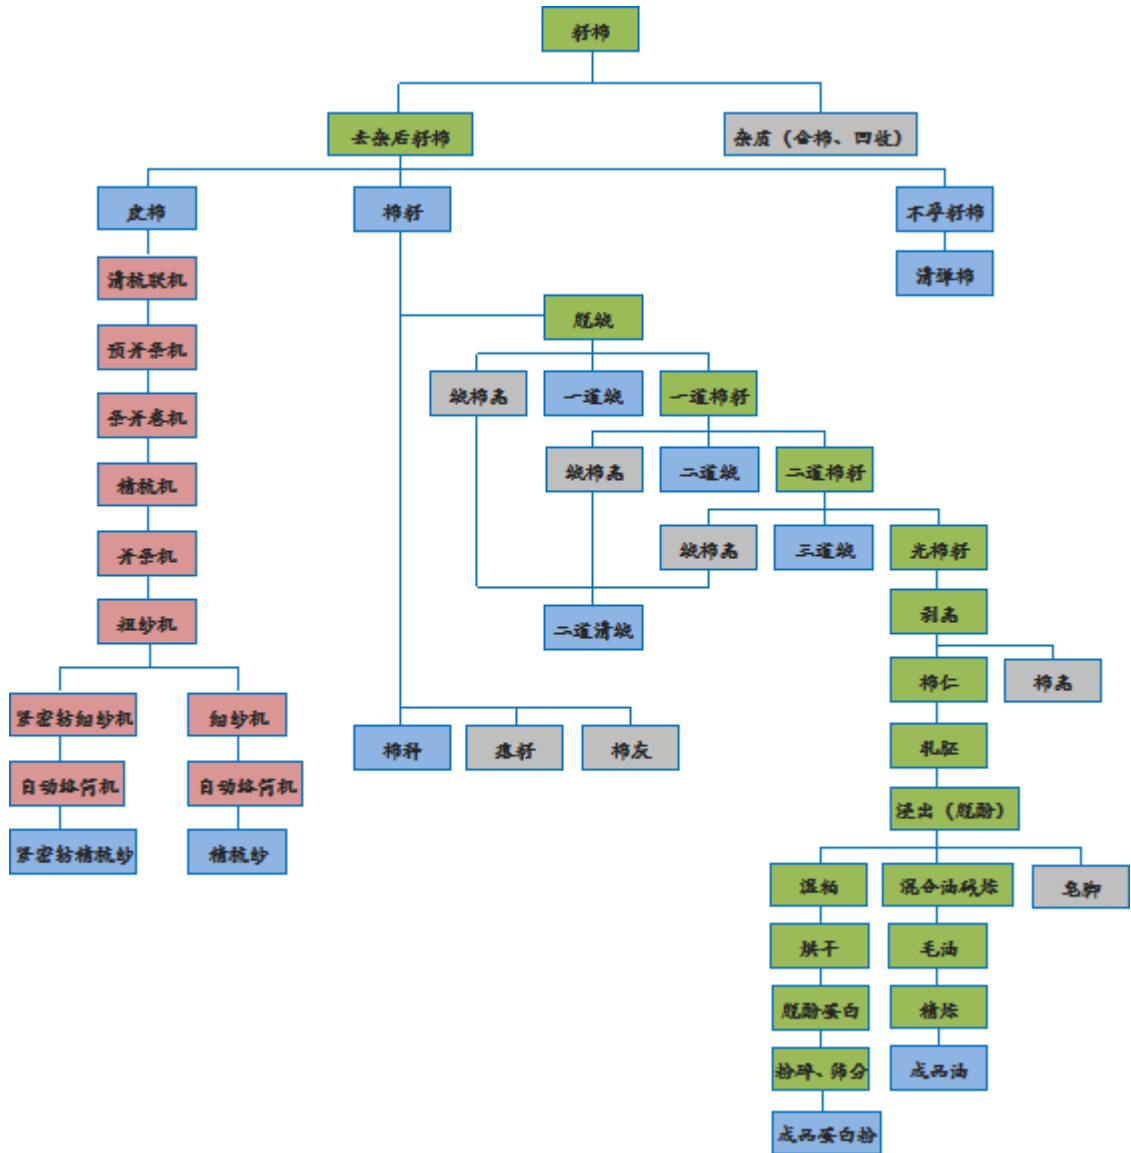 籽棉
去杂后籽棉
杂质（含棉、回收）
皮棉
棉籽
不孕籽棉
清梳联机
清弹棉
脱绒
预并条机
绒棉壳
一道绒
一道棉籽
条并卷机
绒棉壳
二道绒
二道棉籽
精梳机
绒棉壳
三道绒
光棉籽
并条机
剥壳
粗纱机
二道清绒
棉仁
棉壳
紧密纺细纱机
细纱机
棉种
瘪籽
棉灰
轧胚
自动络筒机
自动络筒机
浸出（脱酚）
紧密纺精梳纱
精梳纱
湿粕
混合油碱炼
皂脚
烘干
毛油
脱酚蛋白
精炼
粉碎、筛分
成品油
成品蛋白粉